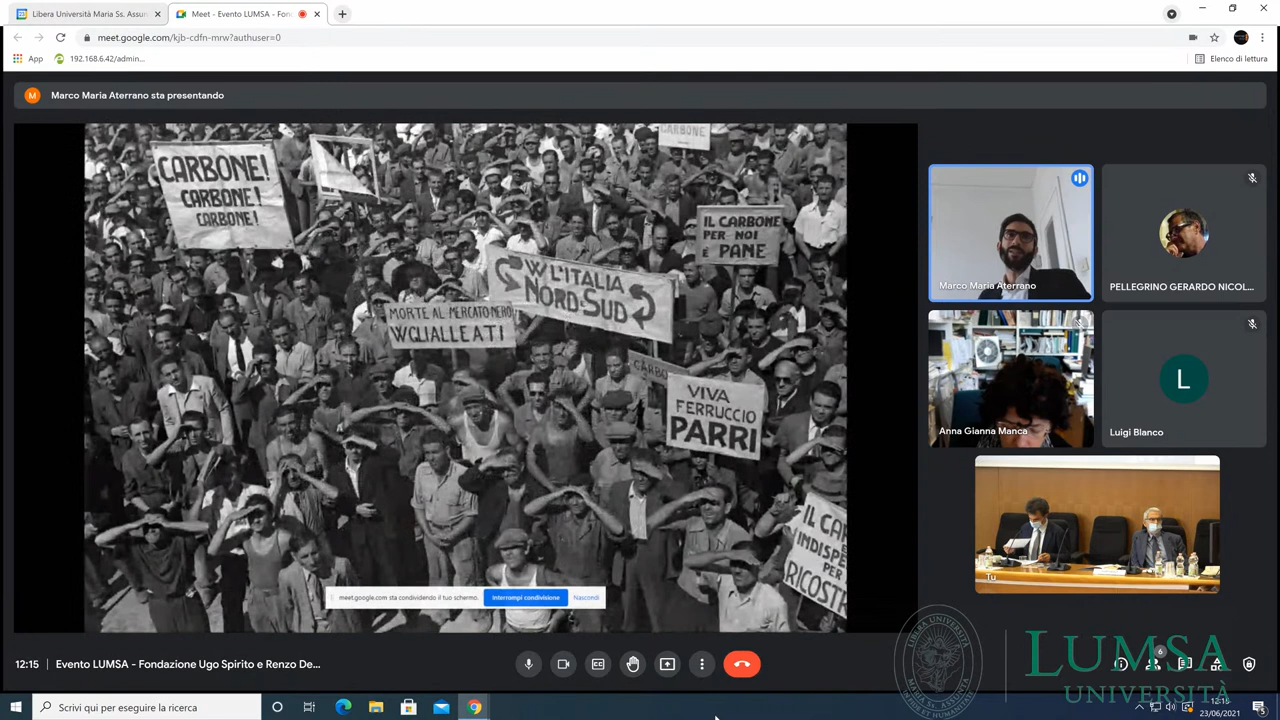 Libera Università Maria Ss. Assun
Meet - Evento LUMSA - Fon
meet.google.com/kjb-cdfn-mrw?authuser=0
App
192.168.6.42/admin...
Elenco di lettura
M
Marco Maria Aterrano sta presentando
CARBONE!
CARBONE!
CARBONE!
CARBONE
IL CARBONE
PER NOI
È PANE
W L'ITALIA
NORD-SUD
MORTE AL MERCATO NERO
W GLI ALLEATI
CARBO
VIVA
FERRUCCIO
PARRI
IL CA
INDISPE
PER
RICOSTR
meet.google.com sta condividendo il tuo schermo.
Interrompi condivisione
Nascondi
Marco Maria Aterrano
PELLEGRINO GERARDO NICOL...
Anna Gianna Manca
L
Luigi Blanco
Tu
12:15
Evento LUMSA - Fondazione Ugo Spirito e Renzo De...
6
LUMSA
UNIVERSITÀ
Scrivi qui per eseguire la ricerca
12:15
23/06/2021
5